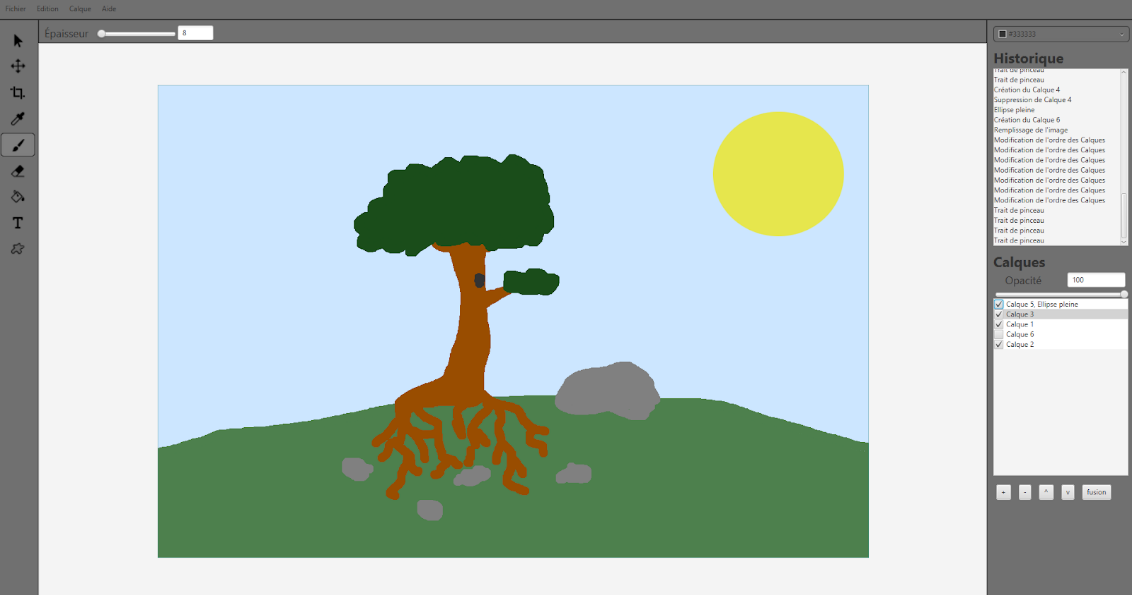 Fichier Edition Calque Aide
Épaisseur 8
#333333
Historique
Trait de pinceau
Trait de pinceau
Création du Calque 4
Suppression de Calque 4
Ellipse pleine
Création du Calque 6
Remplissage de l'image
Modification de l'ordre des Calques
Modification de l'ordre des Calques
Modification de l'ordre des Calques
Modification de l'ordre des Calques
Modification de l'ordre des Calques
Modification de l'ordre des Calques
Modification de l'ordre des Calques
Trait de pinceau
Trait de pinceau
Trait de pinceau
Trait de pinceau
Calques
Opacité 100
Calque 5, Ellipse pleine
Calque 3
Calque 1
Calque 6
Calque 2
+ - ^ v fusion
T